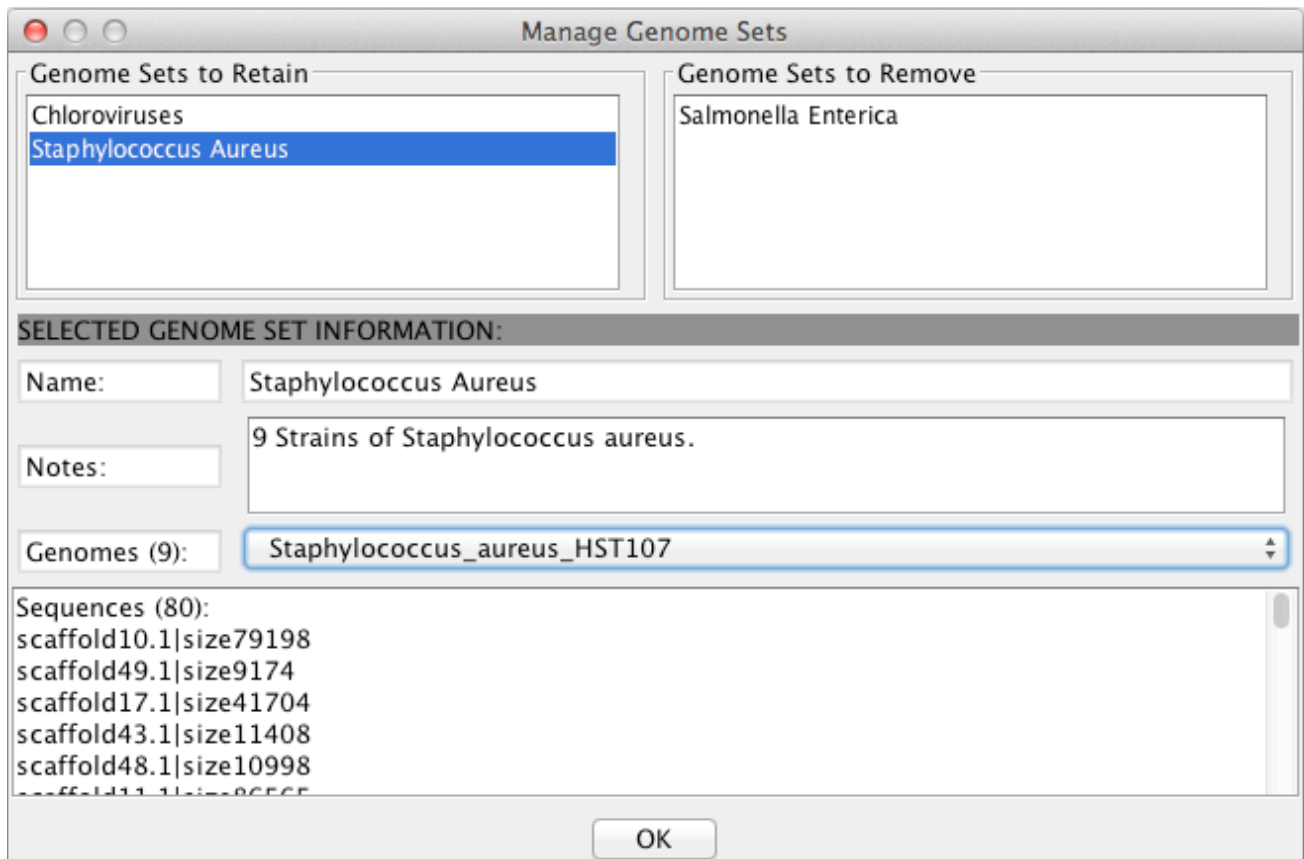 Manage Genome Sets
Genome Sets to Retain
Chloroviruses
Staphylococcus Aureus
Genome Sets to Remove
Salmonella Enterica
SELECTED GENOME SET INFORMATION:
Name:
Staphylococcus Aureus
Notes:
9 Strains of Staphylococcus aureus.
Genomes (9):
Staphylococcus_aureus_HST107
Sequences (80):
scaffold10.1|size79198
scaffold49.1|size9174
scaffold17.1|size41704
scaffold43.1|size11408
scaffold48.1|size10998
OK